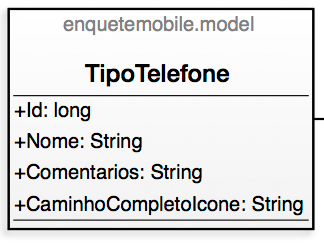 enquetemobile.model
TipoTelefone
+Id: long
+Nome: String
+Comentarios: String
+CaminhoCompletoIcone: String